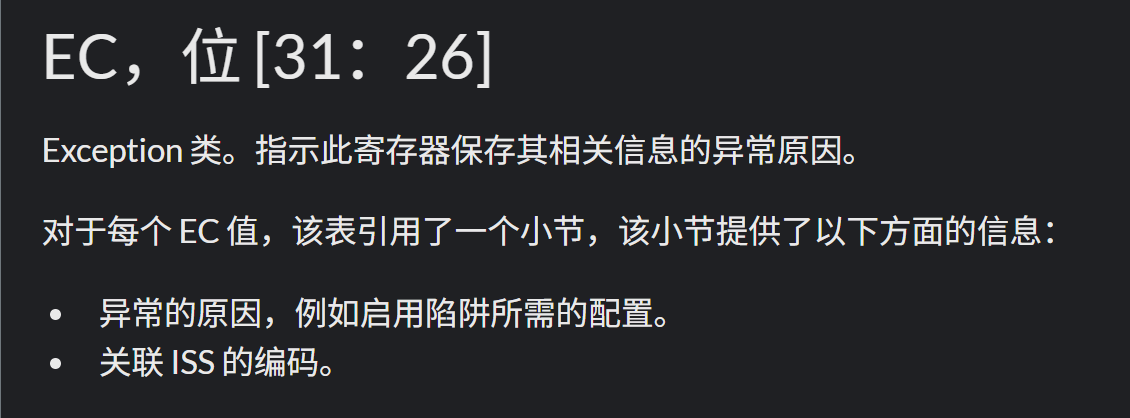 EC，位 [31：26]
Exception 类。指示此寄存器保存其相关信息的异常原因。
对于每个 EC 值，该表引用了一个小节，该小节提供了以下方面的信息：
• 异常的原因，例如启用陷阱所需的配置。
• 关联 ISS 的编码。